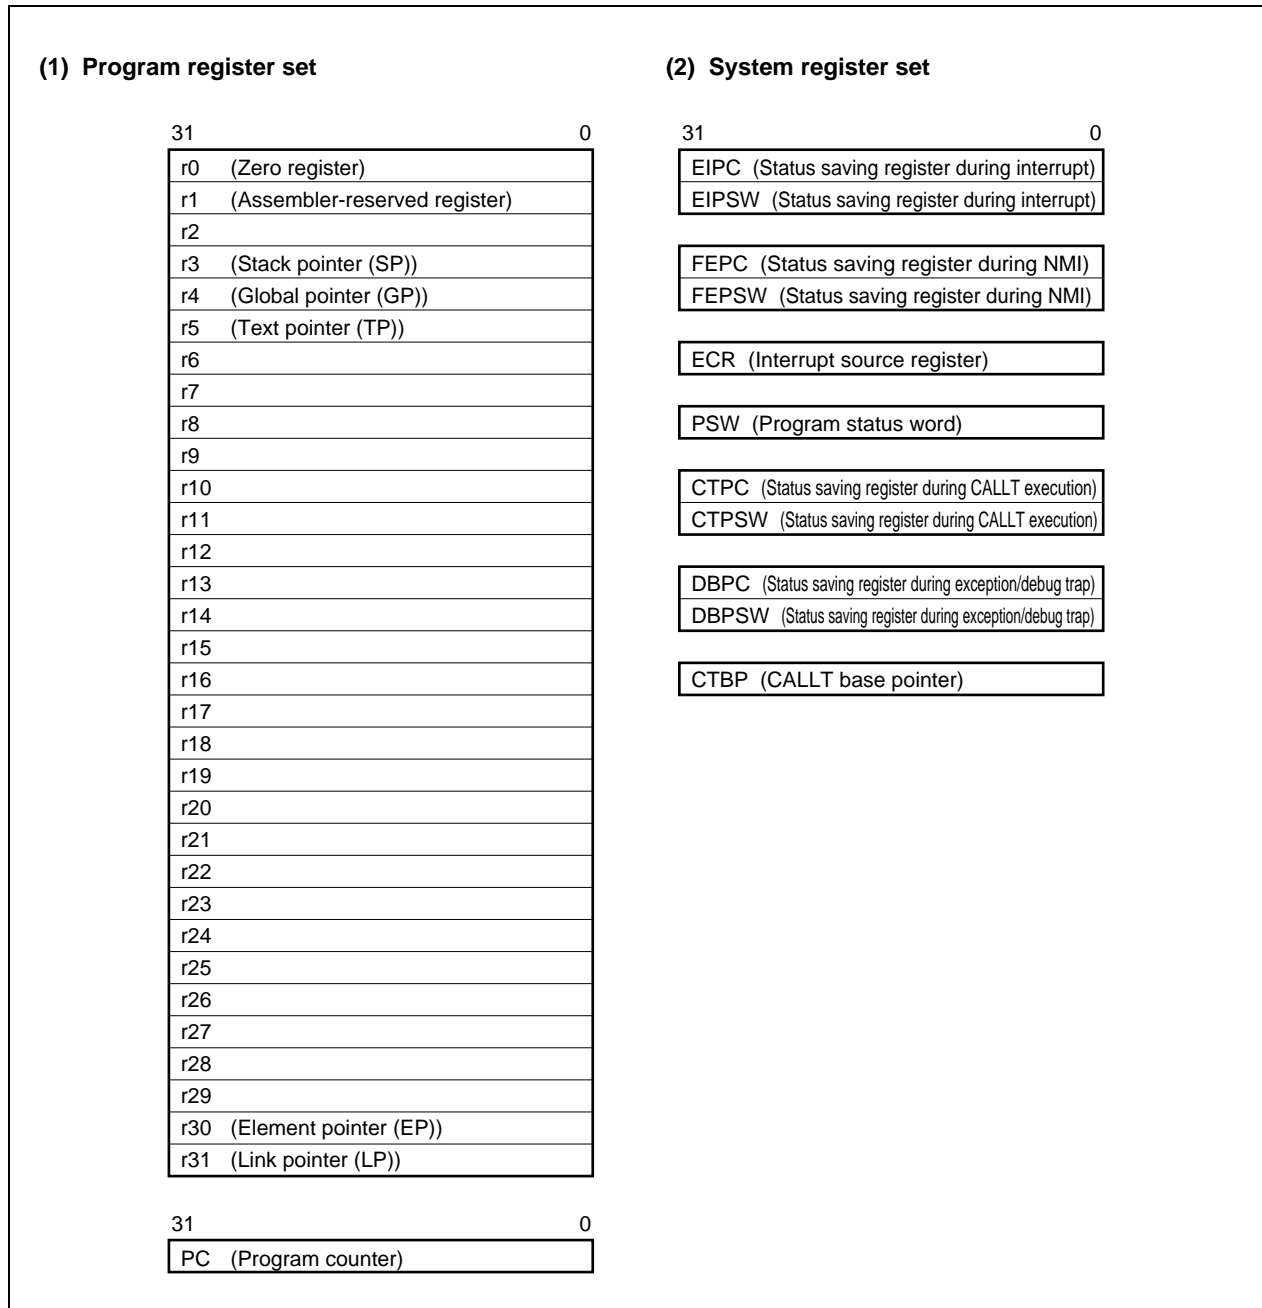 (1) Program register set
31 0
r0 (Zero register)
r1 (Assembler-reserved register)
r2
r3 (Stack pointer (SP))
r4 (Global pointer (GP))
r5 (Text pointer (TP))
r6
r7
r8
r9
r10
r11
r12
r13
r14
r15
r16
r17
r18
r19
r20
r21
r22
r23
r24
r25
r26
r27
r28
r29
r30 (Element pointer (EP))
r31 (Link pointer (LP))
31 0
PC (Program counter)
(2) System register set
31 0
EIPC (Status saving register during interrupt)
EIPSW (Status saving register during interrupt)
FEPC (Status saving register during NMI)
FEPSW (Status saving register during NMI)
ECR (Interrupt source register)
PSW (Program status word)
CTPC (Status saving register during CALLT execution)
CTPSW (Status saving register during CALLT execution)
DBPC (Status saving register during exception/debug trap)
DBPSW (Status saving register during exception/debug trap)
CTBP (CALLT base pointer)